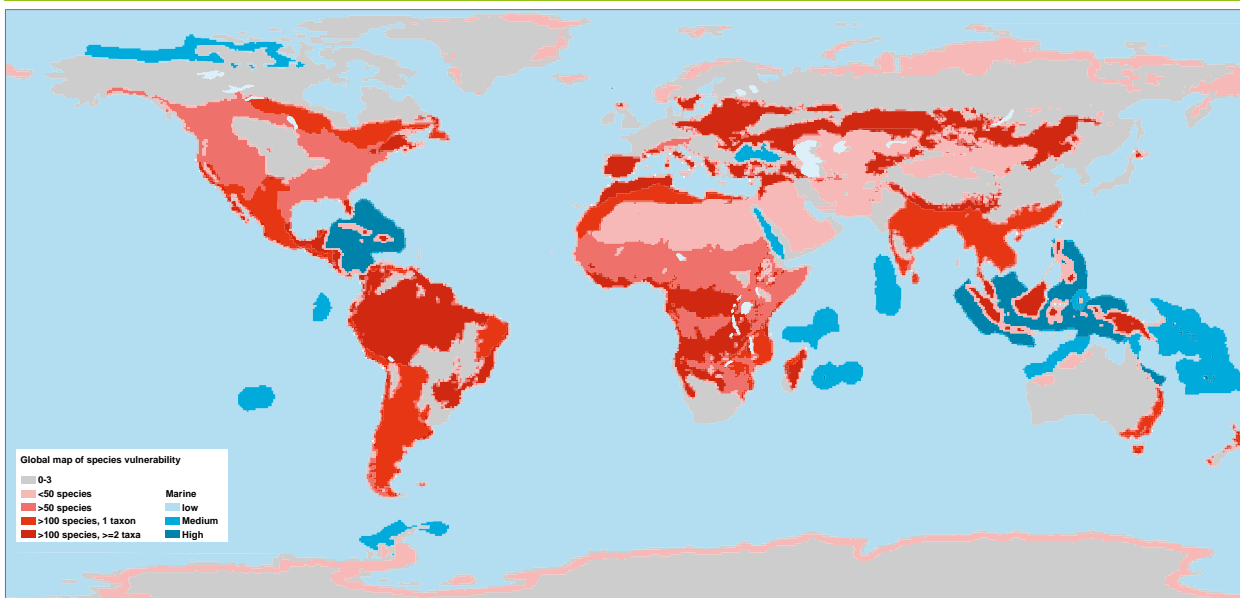 Global map of species vulnerability
0-3
<50 species
>50 species
>100 species, 1 taxon
>100 species, >=2 taxa
Marine
low
Medium
High